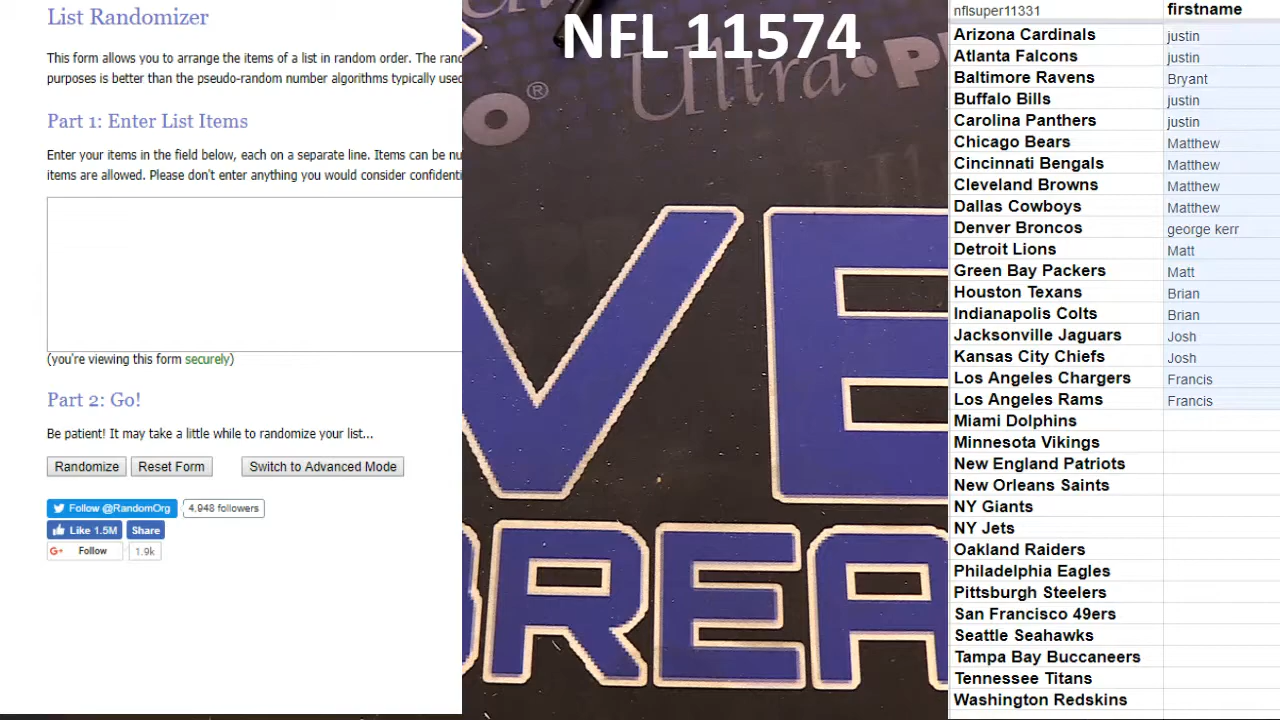 List Randomizer
This form allows you to arrange the items of a list in random order. The
purposes is better than the pseudo-random number algorithms typically used
Part 1: Enter List Items
Enter your items in the field below, each on a separate line. Items can be
items are allowed. Please don't enter anything you would consider
(you're viewing this form securely)
Part 2: Go!
Be patient! It may take a little while to randomize your list...
Randomize
Reset Form
Switch to Advanced Mode
Follow @RandomOrg
4.948 followers
Like 1.5M
Share
G+ Follow
1.9k
NFL 11574
Ultra
O®
VE
REA
nflsuper11331 firstname
Arizona Cardinals justin
Atlanta Falcons justin
Baltimore Ravens Bryant
Buffalo Bills justin
Carolina Panthers justin
Chicago Bears Matthew
Cincinnati Bengals Matthew
Cleveland Browns Matthew
Dallas Cowboys Matthew
Denver Broncos george kerr
Detroit Lions Matt
Green Bay Packers Matt
Houston Texans Brian
Indianapolis Colts Brian
Jacksonville Jaguars Josh
Kansas City Chiefs Josh
Los Angeles Chargers Francis
Los Angeles Rams Francis
Miami Dolphins
Minnesota Vikings
New England Patriots
New Orleans Saints
NY Giants
NY Jets
Oakland Raiders
Philadelphia Eagles
Pittsburgh Steelers
San Francisco 49ers
Seattle Seahawks
Tampa Bay Buccaneers
Tennessee Titans
Washington Redskins